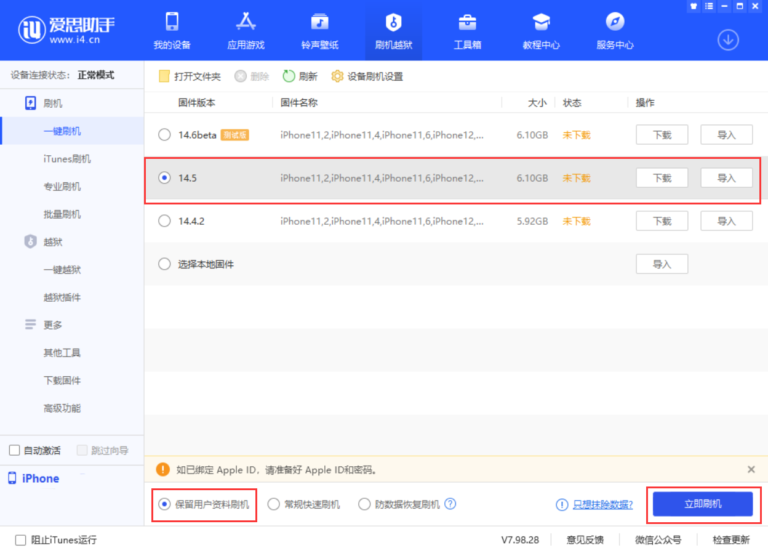 iU 爱思助手
www.i4.cn
我的设备 应用游戏 铃声壁纸 刷机越狱 工具箱 教程中心 服务中心
设备连接状态： 正常模式
打开文件夹 删除 刷新 设备刷机设置
刷机
一键刷机
iTunes刷机
专业刷机
批量刷机
越狱
一键越狱
越狱插件
更多
其他工具
下载固件
高级功能
固件版本 固件名称 大小 状态 操作
14.6beta 测试版 iPhone11,2,iPhone11,4,iPhone11,6,iPhone12,... 6.10GB 未下载 下载 导入
14.5 iPhone11,2,iPhone11,4,iPhone11,6,iPhone12,... 6.10GB 未下载 下载 导入
14.4.2 iPhone11,2,iPhone11,4,iPhone11,6,iPhone12,... 5.92GB 未下载 下载 导入
选择本地固件 导入
自动激活 跳过向导
iPhone
如已绑定 Apple ID，请准备好 Apple ID和密码。
保留用户资料刷机 常规快速刷机 防数据恢复刷机 只想抹除数据? 立即刷机
阻止iTunes运行 V7.98.28 意见反馈 微信公众号 检查更新